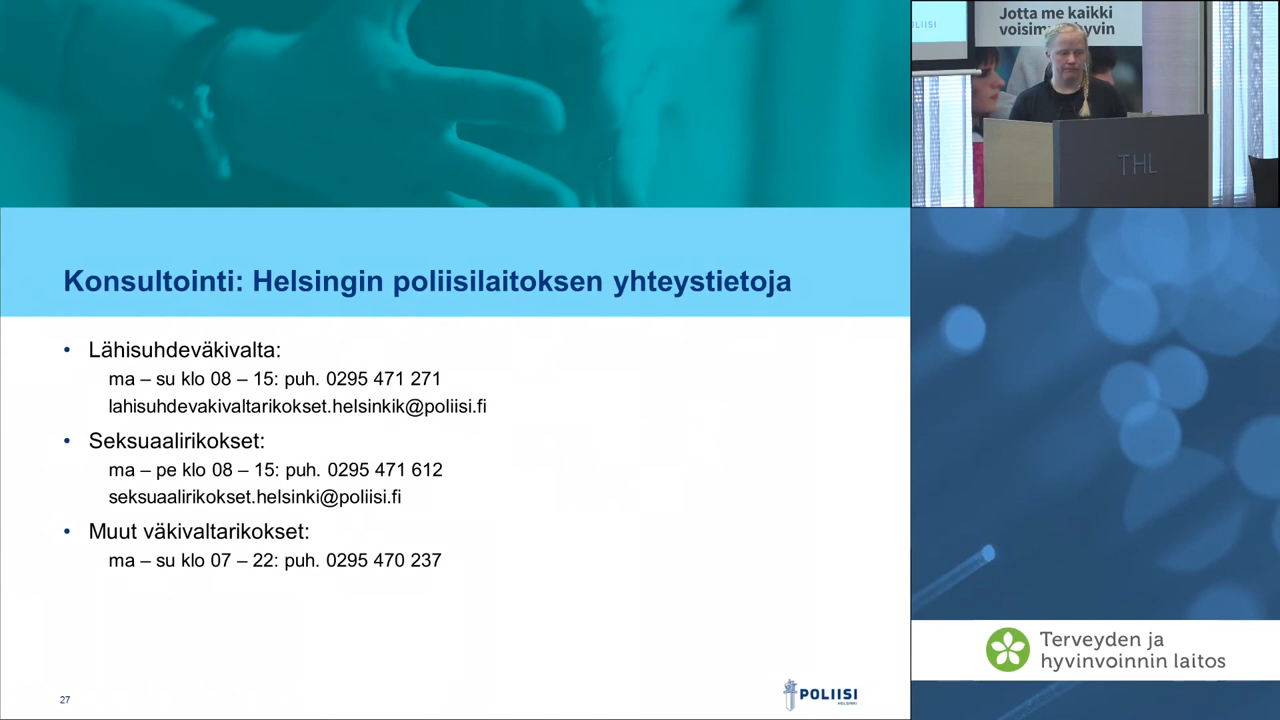 Konsultointi: Helsingin poliisilaitoksen yhteystietoja
• Lähisuhdeväkivalta:
ma – su klo 08 – 15: puh. 0295 471 271
lahisuhdevakivaltarikokset.helsinkik@poliisi.fi
• Seksuaalirikokset:
ma – pe klo 08 – 15: puh. 0295 471 612
seksuaalirikokset.helsinki@poliisi.fi
• Muut väkivaltarikokset:
ma – su klo 07 – 22: puh. 0295 470 237
27
POLIISI
HELSINKI
Jotta me kaikki
THL
Terveyden ja
hyvinvoinnin laitos